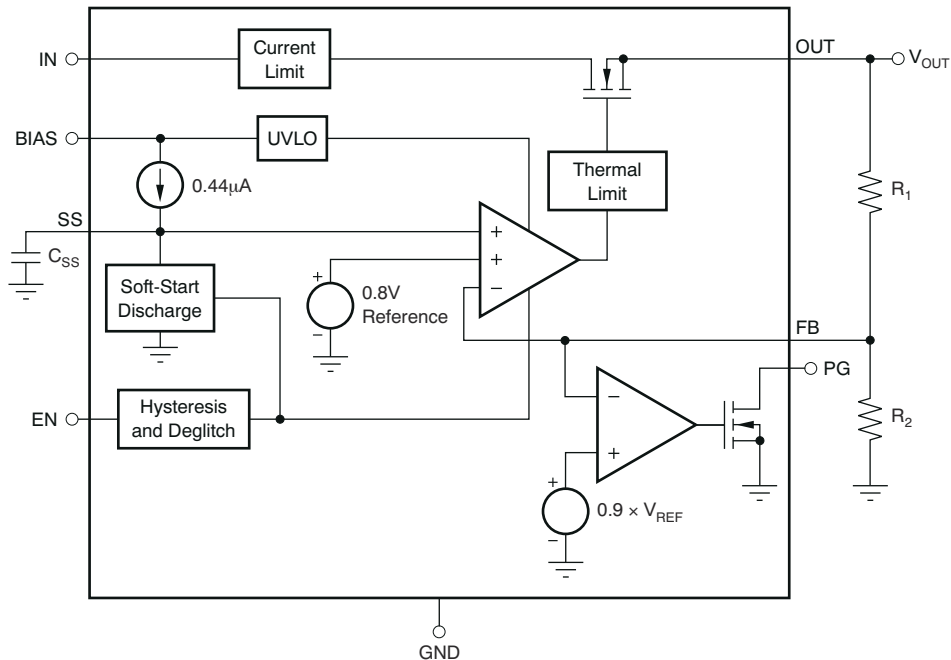 IN
Current
Limit
OUT
V_OUT
BIAS
UVLO
0.44μA
Thermal
Limit
R_1
SS
C_SS
+
+
−
Soft-Start
Discharge
+
0.8V
Reference
−
FB
PG
EN
Hysteresis
and Deglitch
−
+
R_2
+
0.9 × V_REF
−
GND